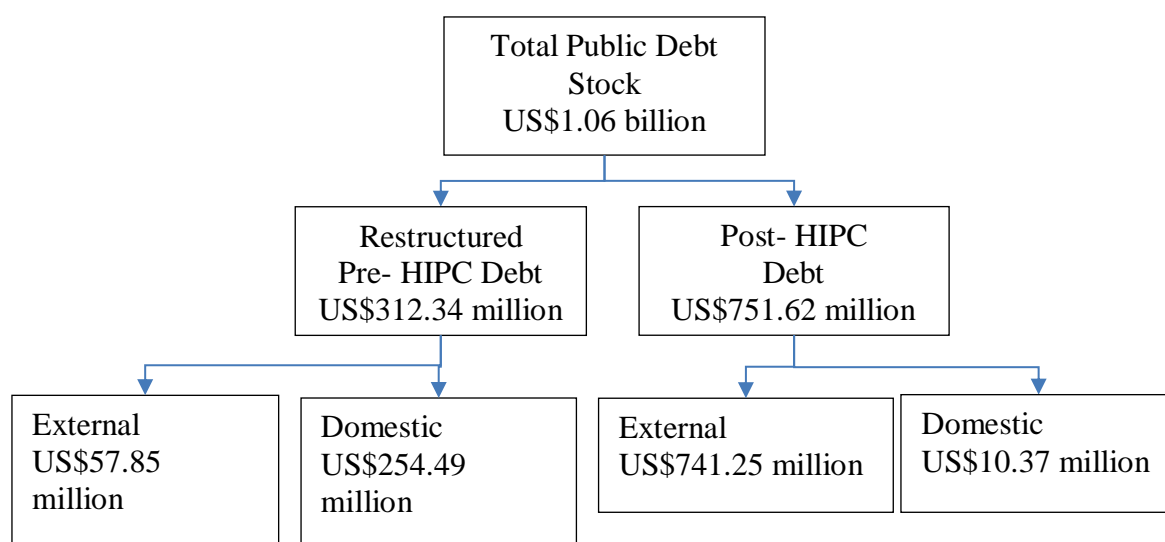 Total Public Debt
Stock
US$1.06 billion
Restructured
Pre- HIPC Debt
US$312.34 million
Post- HIPC
Debt
US$751.62 million
External
US$57.85
million
Domestic
US$254.49
million
External
US$741.25 million
Domestic
US$10.37 million